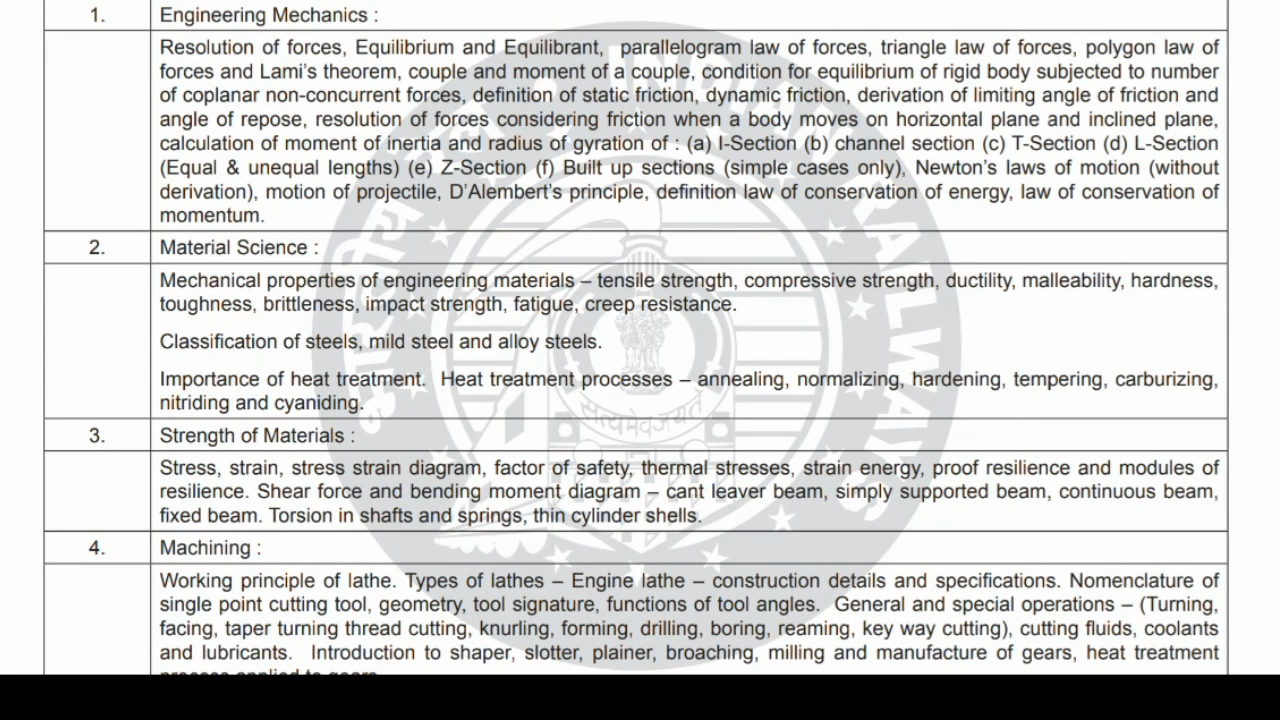 1. Engineering Mechanics :
Resolution of forces, Equilibrium and Equilibrant, parallelogram law of forces, triangle law of forces, polygon law of
forces and Lami's theorem, couple and moment of a couple, condition for equilibrium of rigid body subjected to number
of coplanar non-concurrent forces, definition of static friction, dynamic friction, derivation of limiting angle of friction and
angle of repose, resolution of forces considering friction when a body moves on horizontal plane and inclined plane,
calculation of moment of inertia and radius of gyration of : (a) I-Section (b) channel section (c) T-Section (d) L-Section
(Equal & unequal lengths) (e) Z-Section (f) Built up sections (simple cases only), Newton's laws of motion (without
derivation), motion of projectile, D'Alembert's principle, definition law of conservation of energy, law of conservation of
momentum.
2. Material Science :
Mechanical properties of engineering materials – tensile strength, compressive strength, ductility, malleability, hardness,
toughness, brittleness, impact strength, fatigue, creep resistance.
Classification of steels, mild steel and alloy steels.
Importance of heat treatment. Heat treatment processes – annealing, normalizing, hardening, tempering, carburizing,
nitriding and cyaniding.
3. Strength of Materials :
Stress, strain, stress strain diagram, factor of safety, thermal stresses, strain energy, proof resilience and modules of
resilience. Shear force and bending moment diagram – cant leaver beam, simply supported beam, continuous beam,
fixed beam. Torsion in shafts and springs, thin cylinder shells.
4. Machining :
Working principle of lathe. Types of lathes – Engine lathe – construction details and specifications. Nomenclature of
single point cutting tool, geometry, tool signature, functions of tool angles. General and special operations – (Turning,
facing, taper turning thread cutting, knurling, forming, drilling, boring, reaming, key way cutting), cutting fluids, coolants
and lubricants. Introduction to shaper, slotter, plainer, broaching, milling and manufacture of gears, heat treatment
process applied to gears.
INDIAN RAILWAYS
भारतीय रेल
सत्यमेव जयते